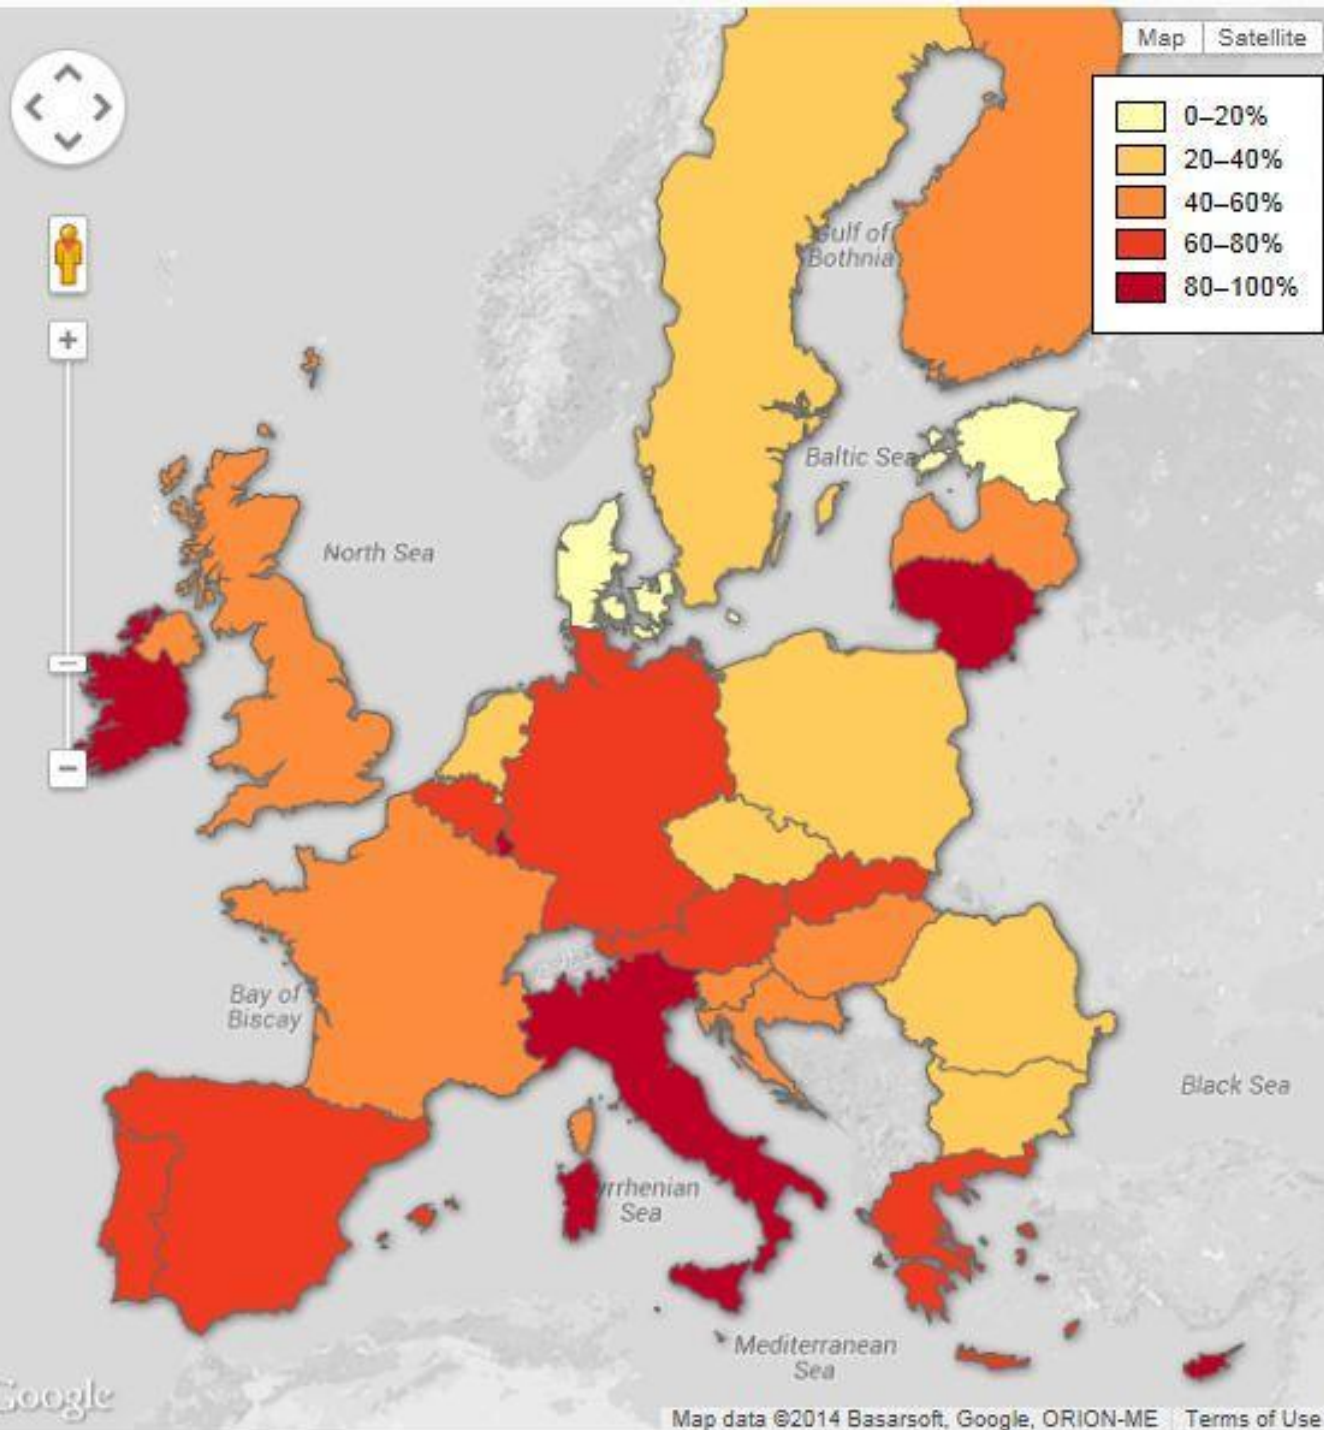 Map
Satellite
0–20%
20–40%
40–60%
60–80%
80–100%
Gulf of
Bothnia
Baltic Sea
North Sea
Bay of
Biscay
Black Sea
yrrhenian
Sea
Mediterranean
Sea
Google
Map data ©2014 Basarsoft, Google, ORION-ME
Terms of Use